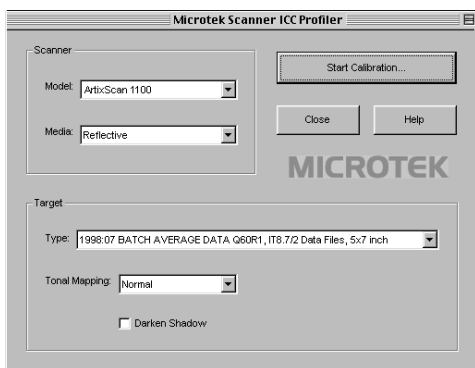 Microtek Scanner ICC Profiler
Scanner
Model: ArtixScan 1100
Media: Reflective
Start Calibration...
Close
Help
MICROTEK
Target
Type: 1998:07 BATCH AVERAGE DATA Q60R1, IT8.7/2 Data Files, 5x7 inch
Tonal Mapping: Normal
Darken Shadow